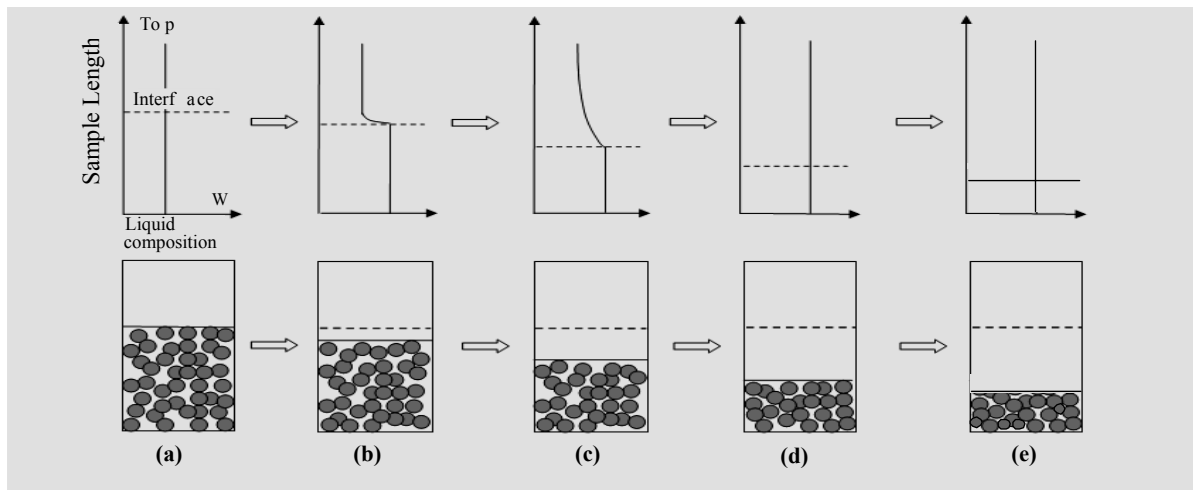 To p
Sample Length
Interf ace
W
Liquid
composition
(a)
(b)
(c)
(d)
(e)